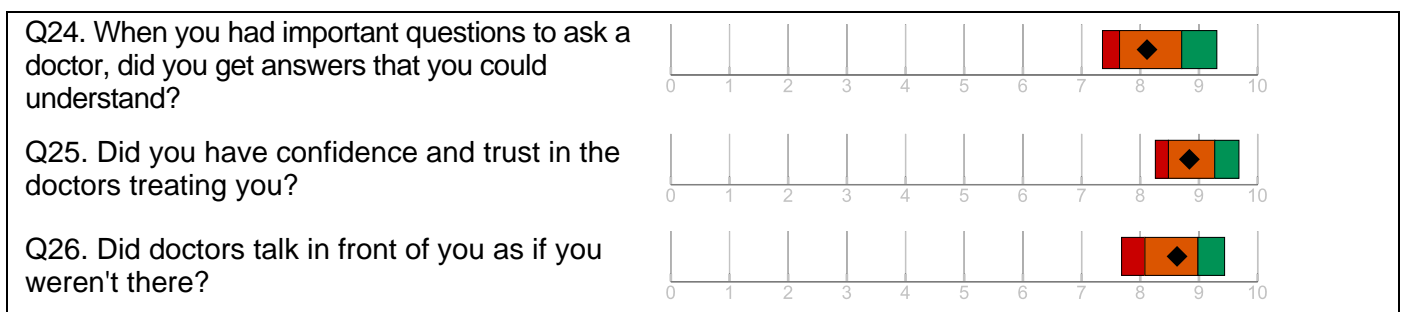 Q24. When you had important questions to ask a
doctor, did you get answers that you could
understand?
0 1 2 3 4 5 6 7 8 9 10
Q25. Did you have confidence and trust in the
doctors treating you?
0 1 2 3 4 5 6 7 8 9 10
Q26. Did doctors talk in front of you as if you
weren't there?
0 1 2 3 4 5 6 7 8 9 10